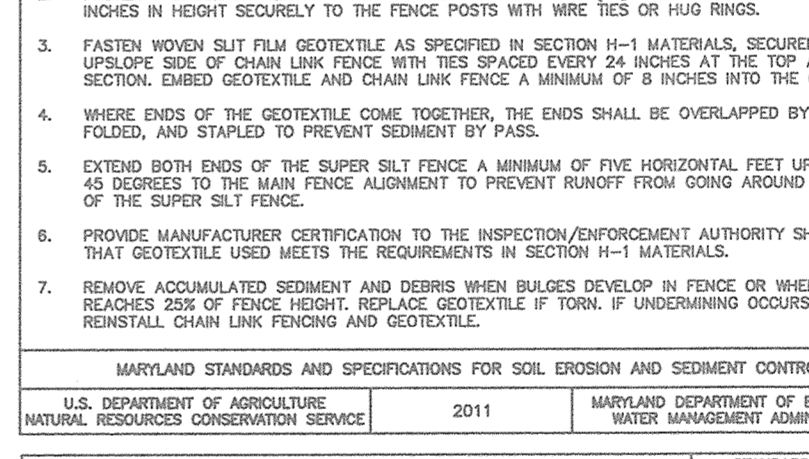 INCHES IN HEIGHT SECURELY TO THE FENCE POSTS WITH WIRE TIES OR HUG RINGS.
3. FASTEN WOVEN SLIT FILM GEOTEXTILE AS SPECIFIED IN SECTION H-1 MATERIALS,
UPSLOPE SIDE OF CHAIN LINK FENCE WITH TIES SPACED EVERY 24 INCHES AT THE TOP
SECTION. EMBED GEOTEXTILE AND CHAIN LINK FENCE A MINIMUM OF 8 INCHES INTO THE
4. WHERE ENDS OF THE GEOTEXTILE COME TOGETHER, THE ENDS SHALL BE OVERLAPPED BY
FOLDED, AND STAPLED TO PREVENT SEDIMENT BY PASS.
5. EXTEND BOTH ENDS OF THE SUPER SILT FENCE A MINIMUM OF FIVE HORIZONTAL FEET
45 DEGREES TO THE MAIN FENCE ALIGNMENT TO PREVENT RUNOFF FROM GOING AROUND
OF THE SUPER SILT FENCE.
6. PROVIDE MANUFACTURER CERTIFICATION TO THE INSPECTION/ENFORCEMENT AUTHORITY
THAT GEOTEXTILE USED MEETS THE REQUIREMENTS IN SECTION H-1 MATERIALS.
7. REMOVE ACCUMULATED SEDIMENT AND DEBRIS WHEN BULGES DEVELOP IN FENCE OR
REACHES 25% OF FENCE HEIGHT. REPLACE GEOTEXTILE IF TORN. IF UNDERMINING OCCURS
REINSTALL CHAIN LINK FENCING AND GEOTEXTILE.
MARYLAND STANDARDS AND SPECIFICATIONS FOR SOIL EROSION AND SEDIMENT
U.S. DEPARTMENT OF AGRICULTURE
NATURAL RESOURCES CONSERVATION SERVICE
2011
MARYLAND DEPARTMENT OF
WATER MANAGEMENT